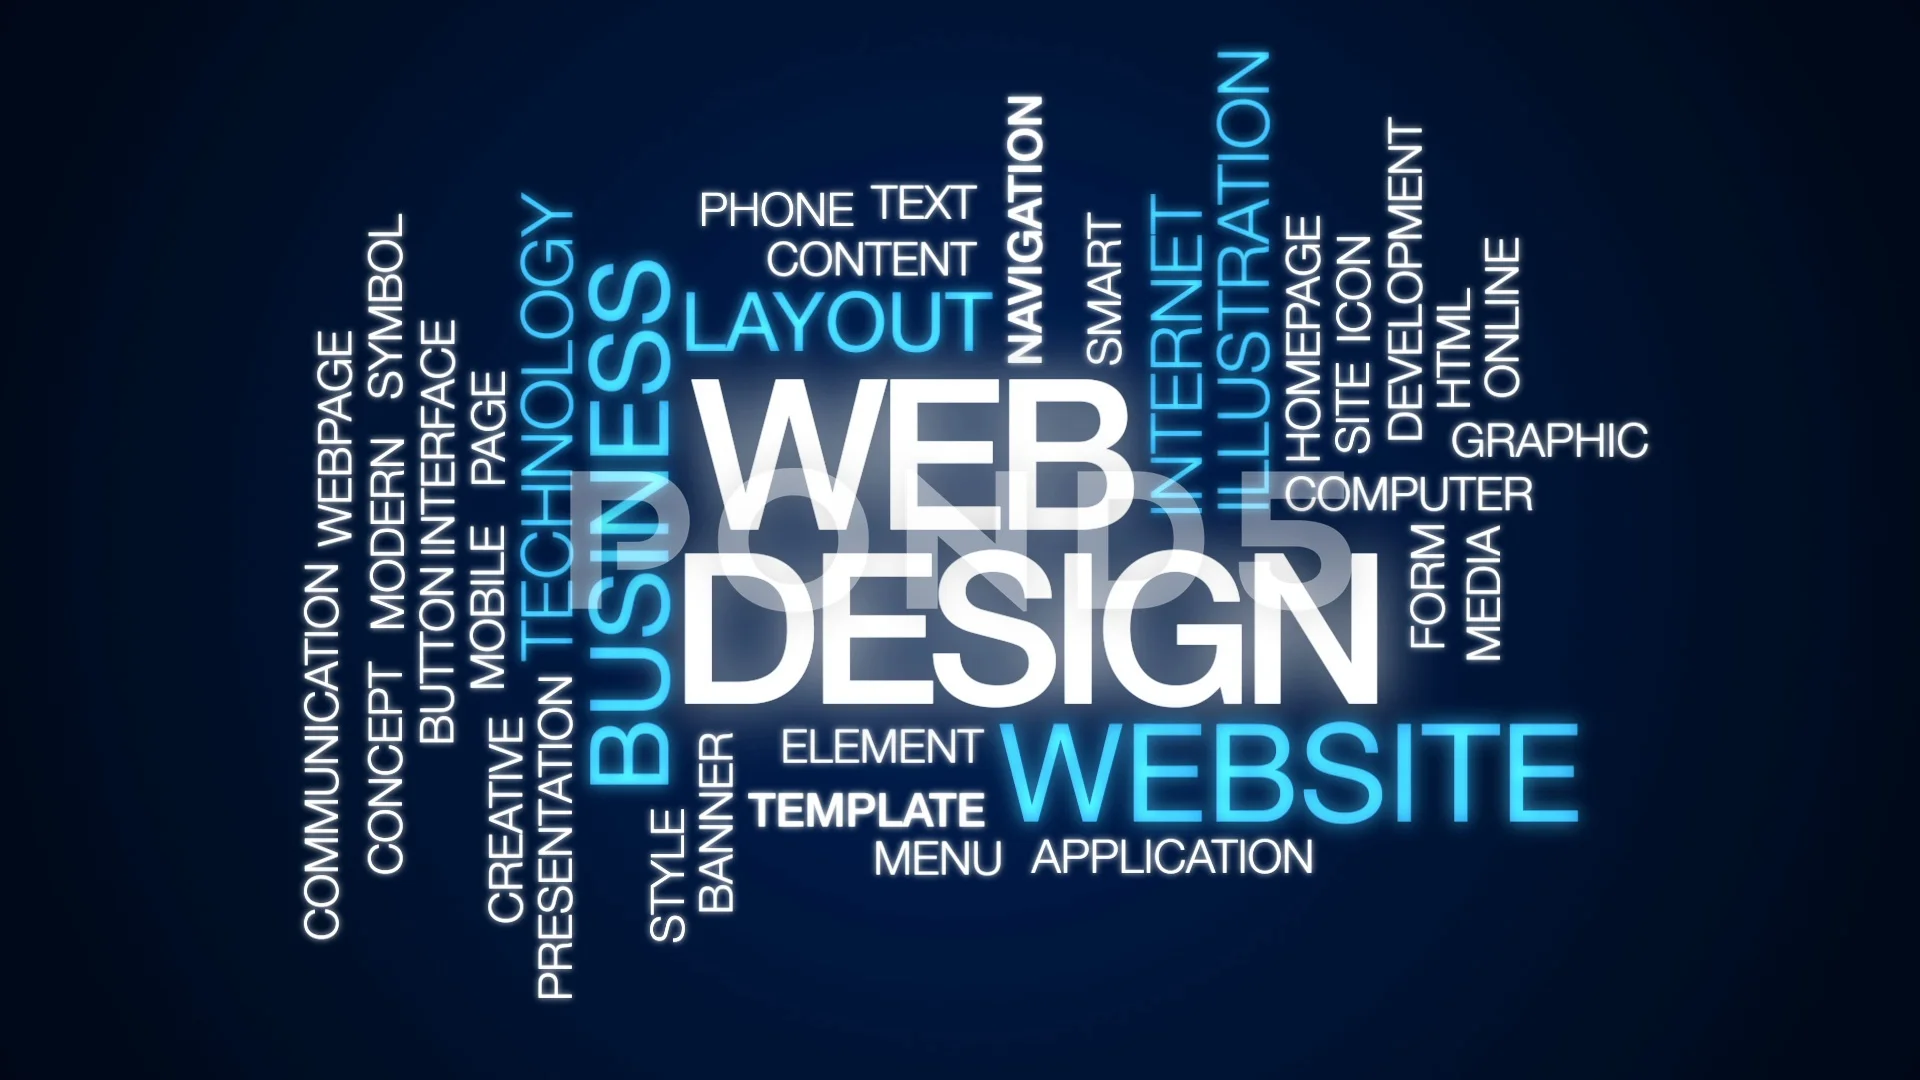 COMMUNICATION
WEBPAGE
SYMBOL
MODERN
CONCEPT
BUTTON
INTERFACE
PAGE
MOBILE
CREATIVE
TECHNOLOGY
PRESENTATION
BUSINESS
STYLE
BANNER
PHONE
TEXT
CONTENT
LAYOUT
NAVIGATION
SMART
INTERNET
ILLUSTRATION
HOMEPAGE
SITE
ICON
DEVELOPMENT
HTML
ONLINE
GRAPHIC
COMPUTER
FORM
MEDIA
WEB
DESIGN
POND5
ELEMENT
TEMPLATE
MENU
WEBSITE
APPLICATION